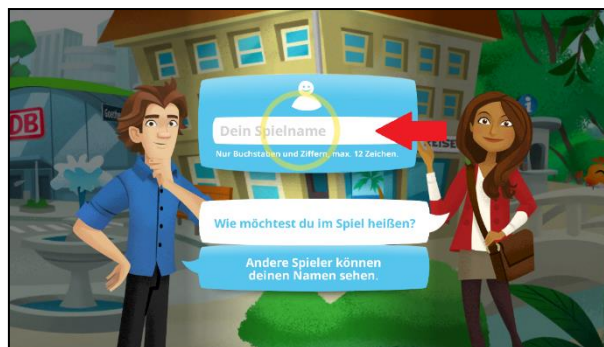 DB
Dein Spielname
Nur Buchstaben und Ziffern, max. 12 Zeichen.
REISE
i
Wie möchtest du im Spiel heißen?
Andere Spieler können
deinen Namen sehen.